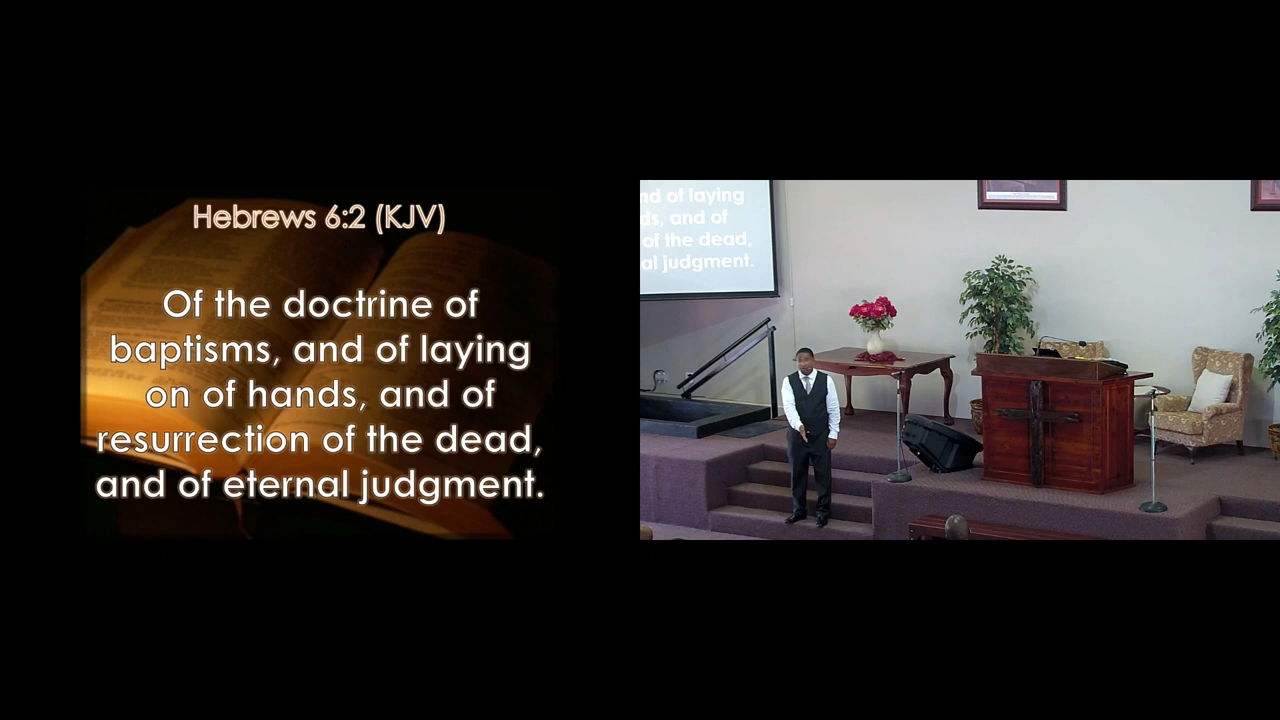 Hebrews 6:2 (KJV)
Of the doctrine of
baptisms, and of laying
on of hands, and of
resurrection of the dead,
and of eternal judgment.
nd of laying
ds, and of
of the dead,
al judgment.